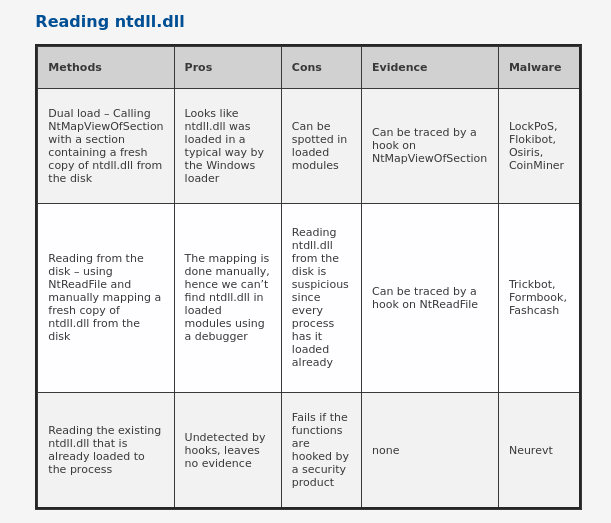 Reading ntdll.dll
Methods
Pros
Cons
Evidence
Malware
Dual load – Calling
NtMapViewOfSection
with a section
containing a fresh
copy of ntdll.dll from
the disk
Looks like
ntdll.dll was
loaded in a
typical way by
the Windows
loader
Can be
spotted in
loaded
modules
Can be traced by a
hook on
NtMapViewOfSection
LockPoS,
Flokibot,
Osiris,
CoinMiner
Reading from the
disk – using
NtReadFile and
manually mapping a
fresh copy of
ntdll.dll from the
disk
The mapping is
done manually,
hence we can’t
find ntdll.dll in
loaded
modules using
a debugger
Reading
ntdll.dll
from the
disk is
suspicious
since
every
process
has it
loaded
already
Can be traced by a
hook on NtReadFile
Trickbot,
Formbook,
Fashcash
Reading the existing
ntdll.dll that is
already loaded to
the process
Undetected by
hooks, leaves
no evidence
Fails if the
functions
are
hooked by
a security
product
none
Neurevt